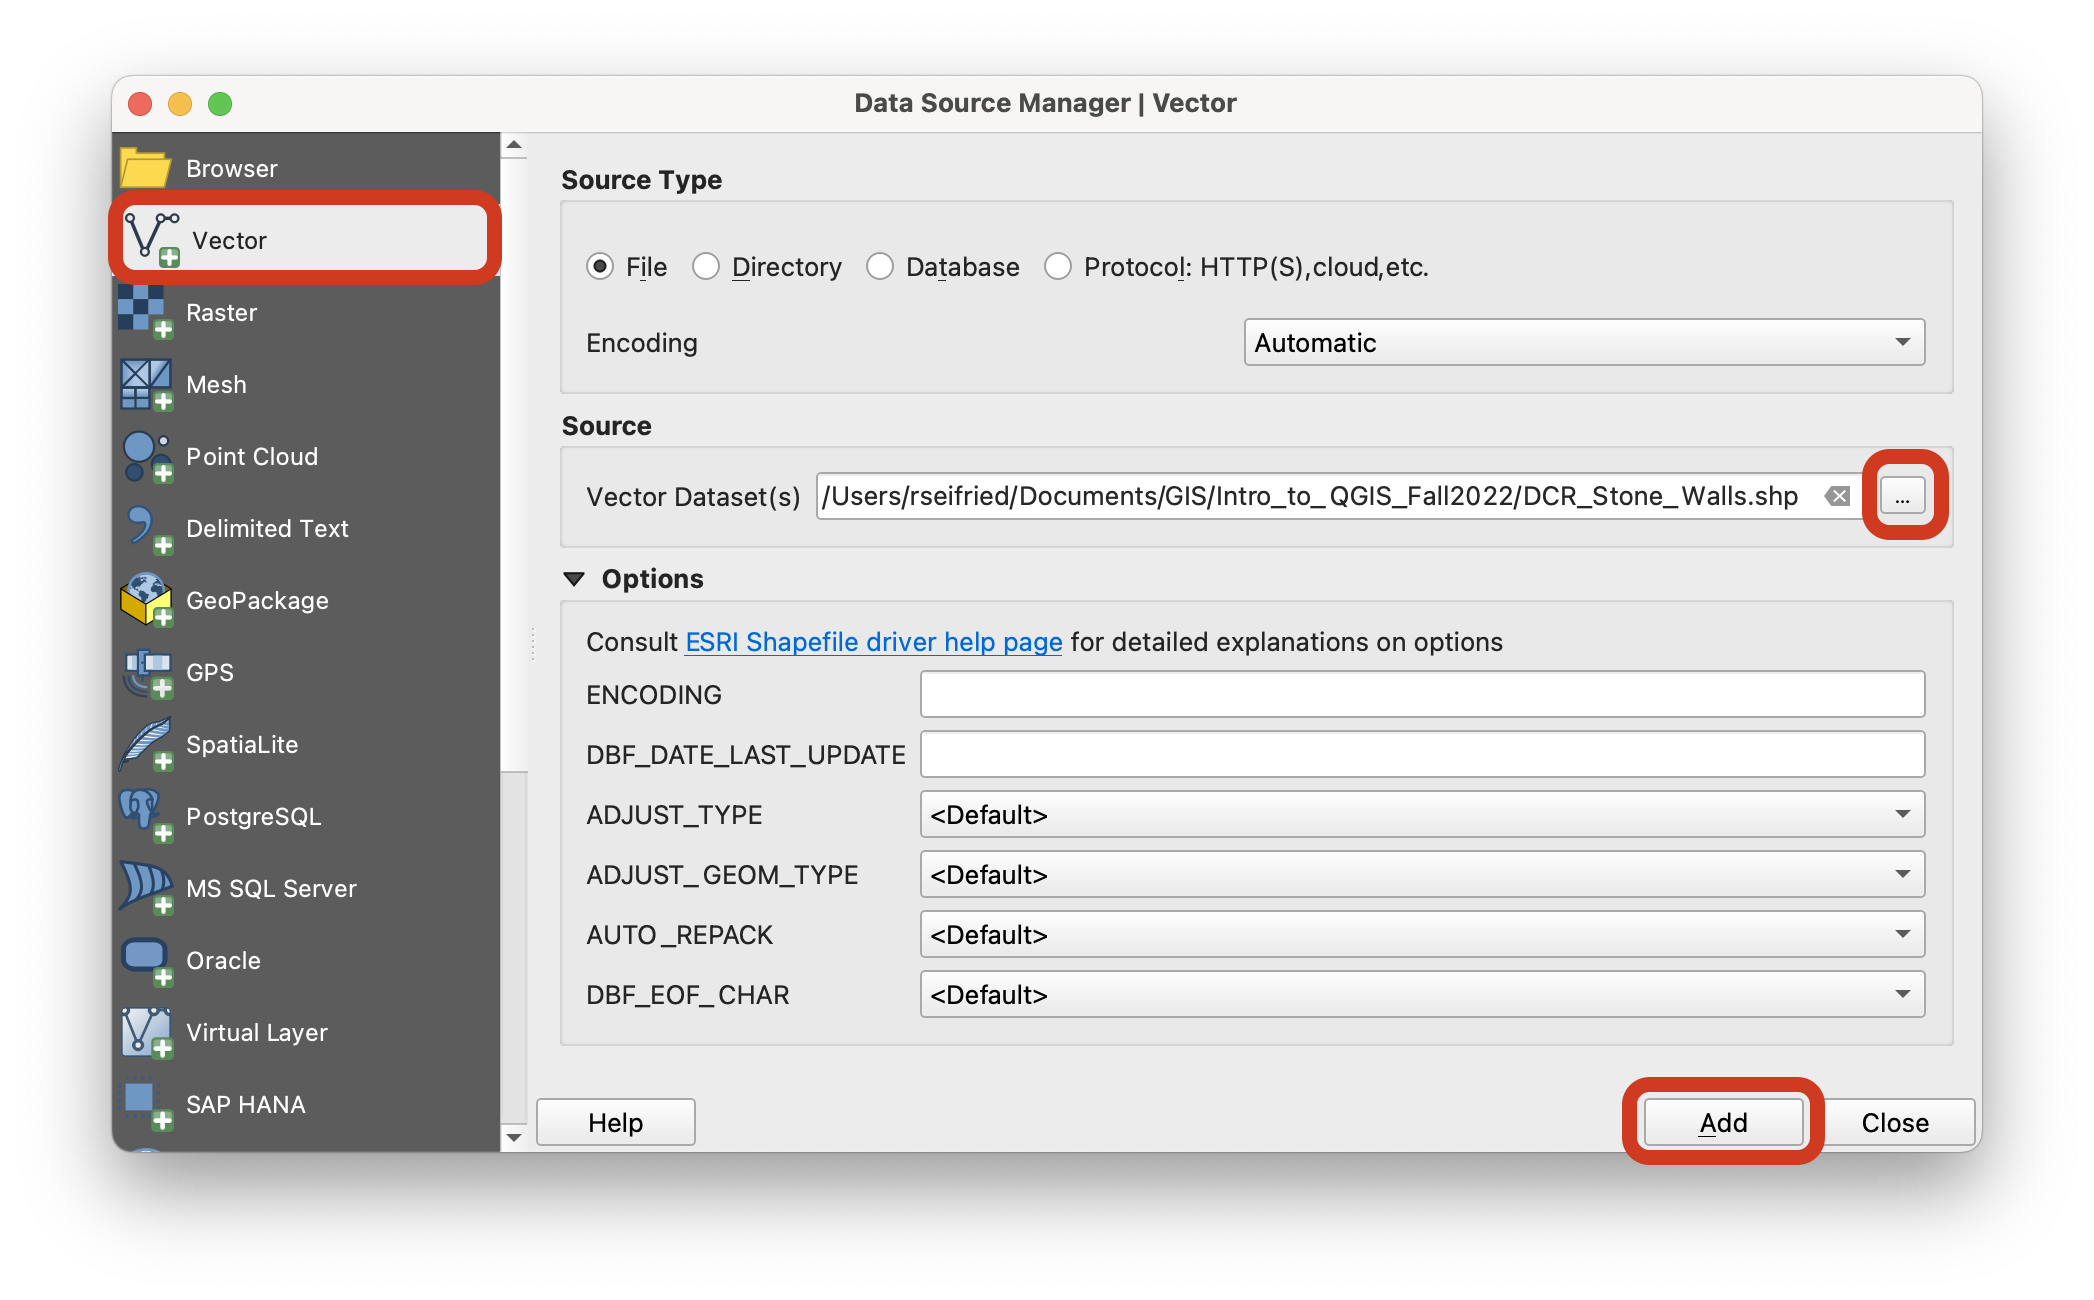 Data Source Manager | Vector
Browser
Vector
Raster
Mesh
Point Cloud
Delimited Text
GeoPackage
GPS
SpatiaLite
PostgreSQL
MS SQL Server
Oracle
Virtual Layer
SAP HANA
Source Type
File Directory Database Protocol: HTTP(S),cloud,etc.
Encoding Automatic
Source
Vector Dataset(s) /Users/rseifried/Documents/GIS/Intro_to_QGIS_Fall2022/DCR_Stone_Walls.shp ...
Options
Consult ESRI Shapefile driver help page for detailed explanations on options
ENCODING
DBF_DATE_LAST_UPDATE
ADJUST_TYPE <Default>
ADJUST_GEOM_TYPE <Default>
AUTO_REPACK <Default>
DBF_EOF_CHAR <Default>
Help Add Close